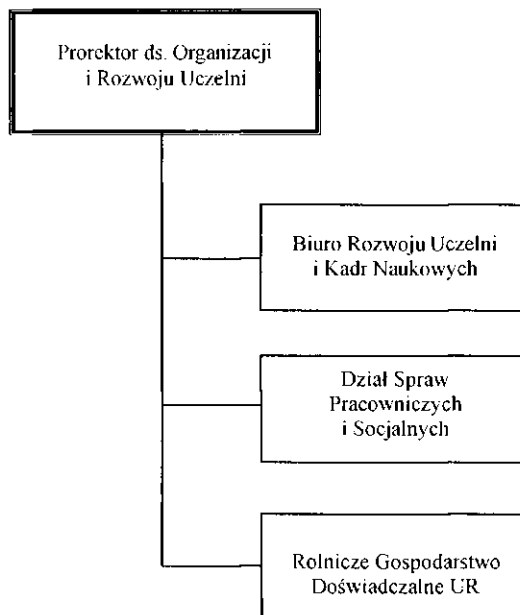 Prorektor ds. Organizacji
i Rozwoju Uczelni
Biuro Rozwoju Uczelni
i Kadr Naukowych
Dział Spraw
Pracowniczych
i Socjalnych
Rolnicze Gospodarstwo
Doświadczalne UR